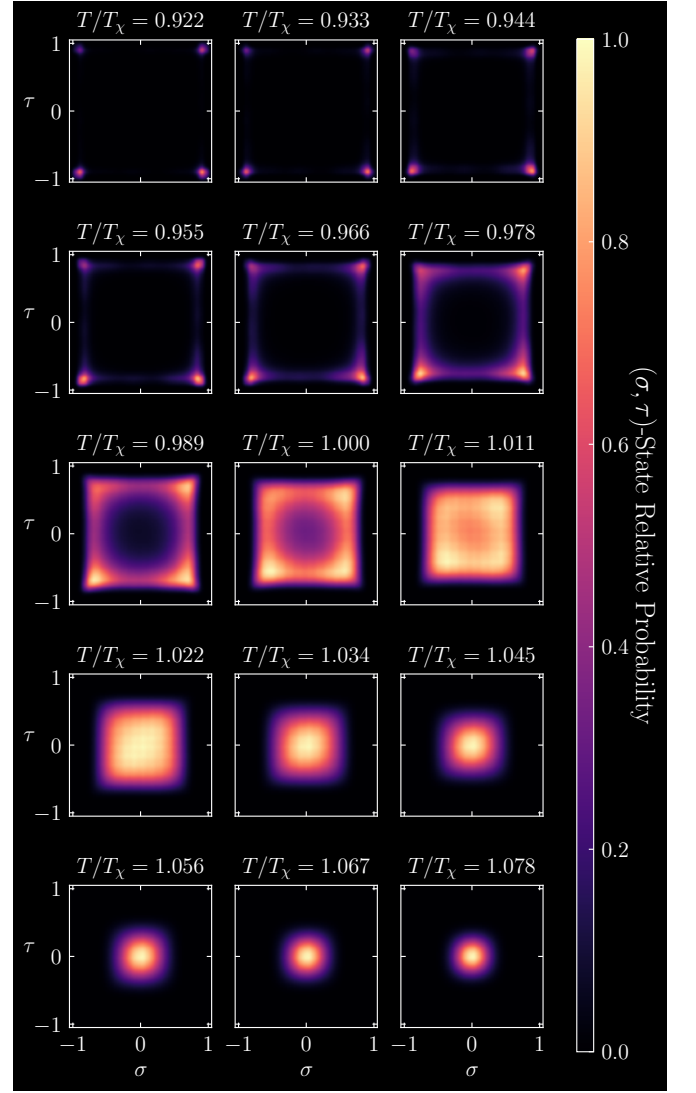 T/Tχ = 0.922 T/Tχ = 0.933 T/Tχ = 0.944
1
τ 0
−1
T/Tχ = 0.955 T/Tχ = 0.966 T/Tχ = 0.978
1
τ 0
−1
T/Tχ = 0.989 T/Tχ = 1.000 T/Tχ = 1.011
1
τ 0
−1
T/Tχ = 1.022 T/Tχ = 1.034 T/Tχ = 1.045
1
τ 0
−1
T/Tχ = 1.056 T/Tχ = 1.067 T/Tχ = 1.078
1
τ 0
−1
−1 0 1 −1 0 1 −1 0 1
σ σ σ
1.0
0.8
0.6
0.4
0.2
0.0
(σ, τ)-State Relative Probability